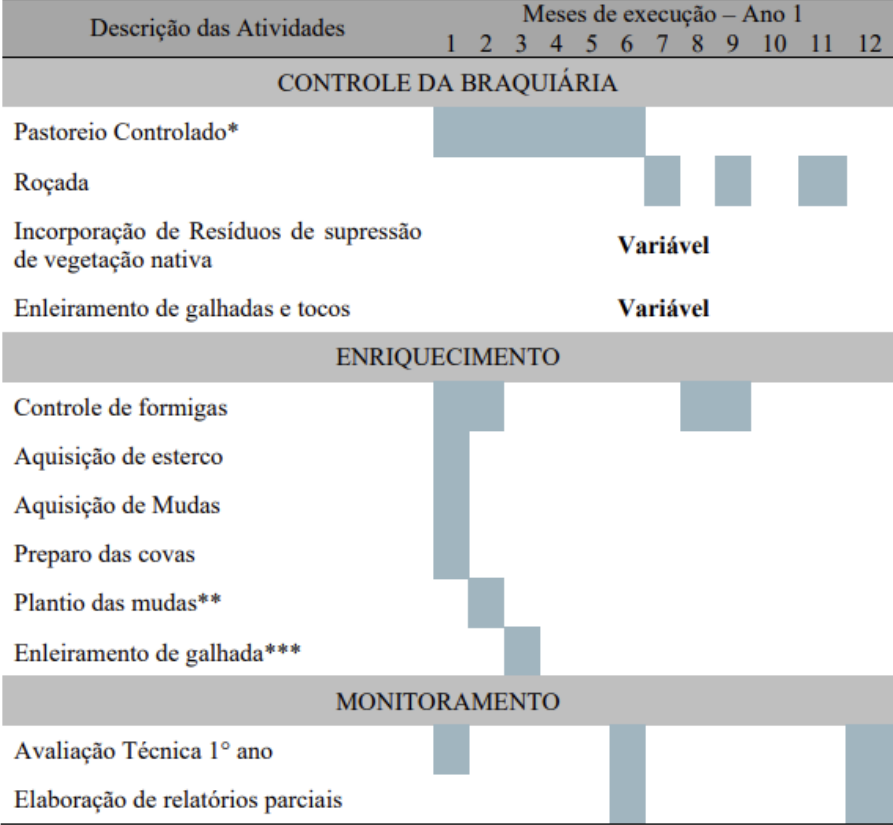 Descrição das Atividades
Meses de execução – Ano 1
1 2 3 4 5 6 7 8 9 10 11 12
CONTROLE DA BRAQUIÁRIA
Pastoreio Controlado*
Roçada
Incorporação de Resíduos de supressão
de vegetação nativa
Variável
Enleiramento de galhadas e tocos
Variável
ENRIQUECIMENTO
Controle de formigas
Aquisição de esterco
Aquisição de Mudas
Preparo das covas
Plantio das mudas**
Enleiramento de galhada***
MONITORAMENTO
Avaliação Técnica 1° ano
Elaboração de relatórios parciais